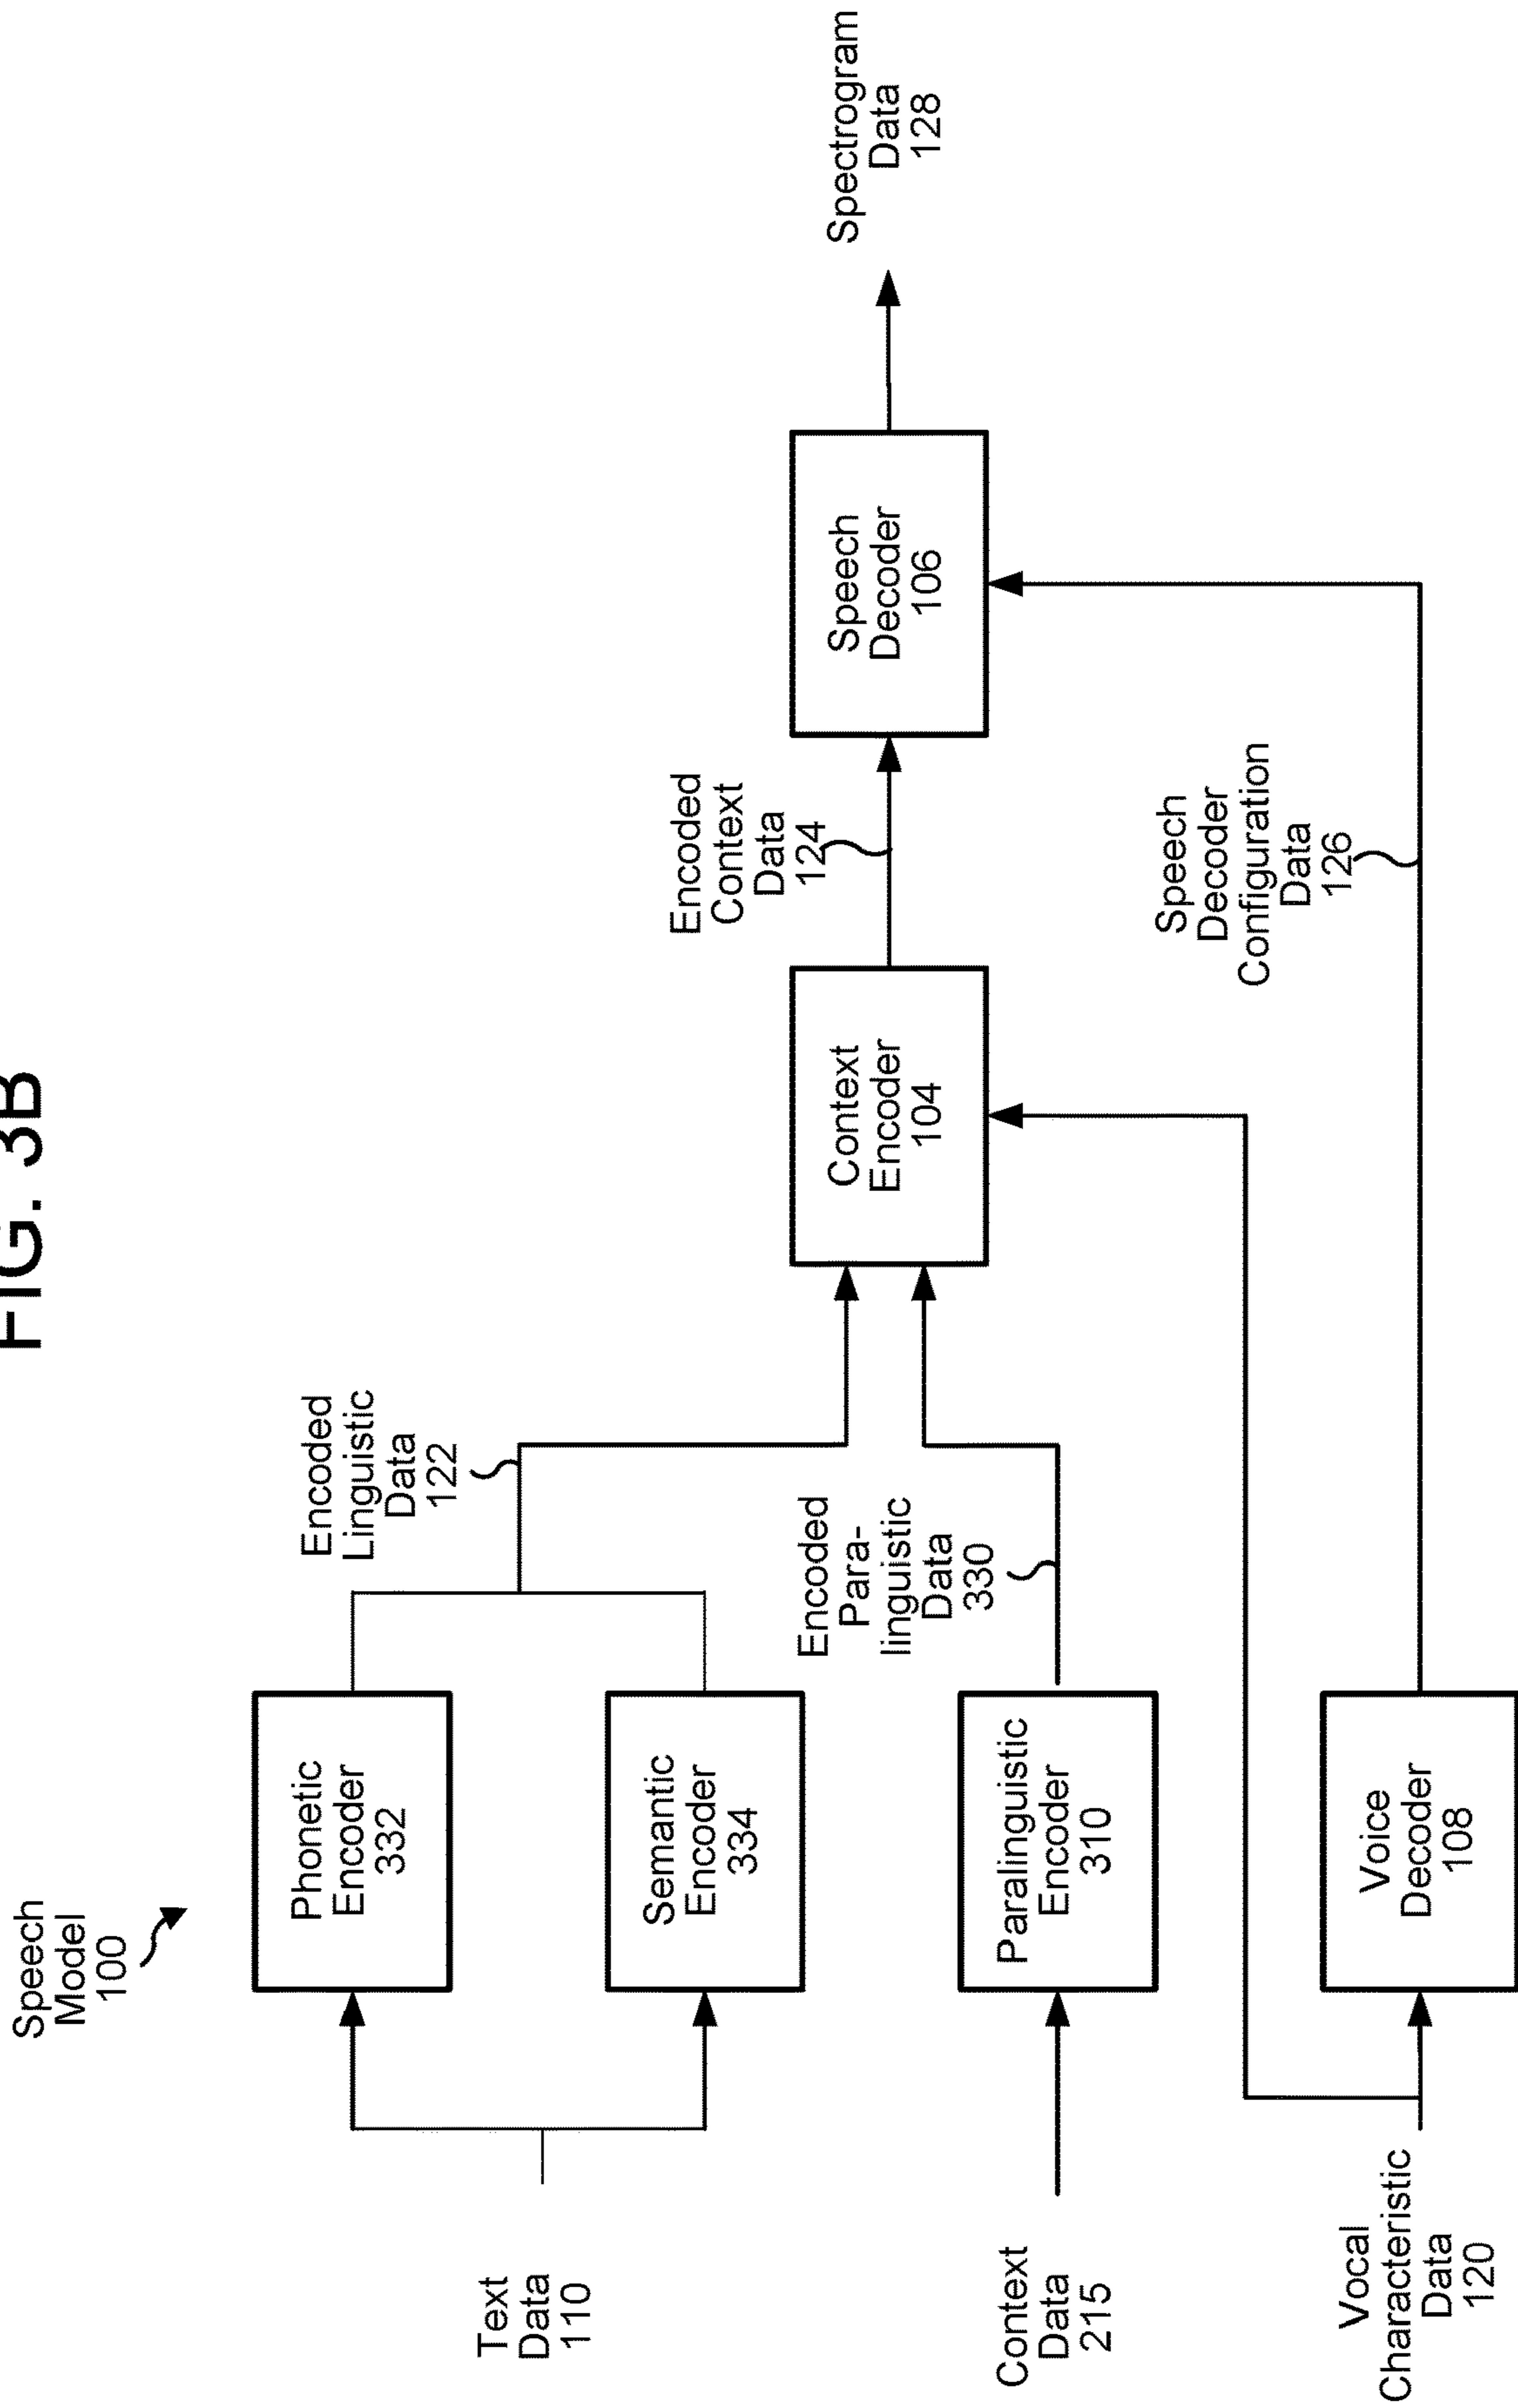 FIG. 3B
Speech
Model
100
Text
Data
110
Phonetic
Encoder
332
Semantic
Encoder
334
Encoded
Linguistic
Data
122
Context
Data
215
Paralinguistic
Encoder
310
Encoded
Para-
linguistic
Data
330
Vocal
Characteristic
Data
120
Voice
Decoder
108
Context
Encoder
104
Encoded
Context
Data
124
Speech
Decoder
Configuration
Data
126
Speech
Decoder
106
Spectrogram
Data
128